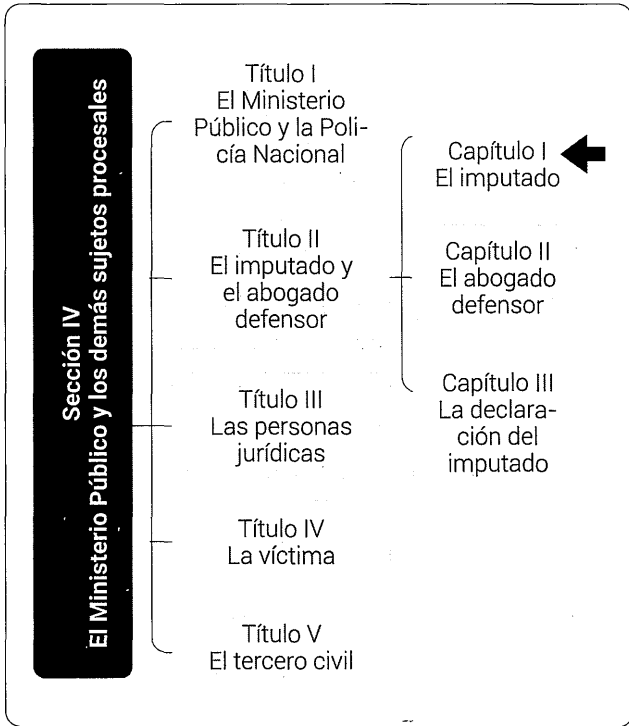 Sección IV
El Ministerio Público y los demás sujetos procesales
Título I
El Ministerio
Público y la Poli-
cía Nacional
Título II
El imputado y
el abogado
defensor
Título III
Las personas
jurídicas
Título IV
La víctima
Título V
El tercero civil
Capítulo I
El imputado
Capítulo II
El abogado
defensor
Capítulo III
La declara-
ción del
imputado